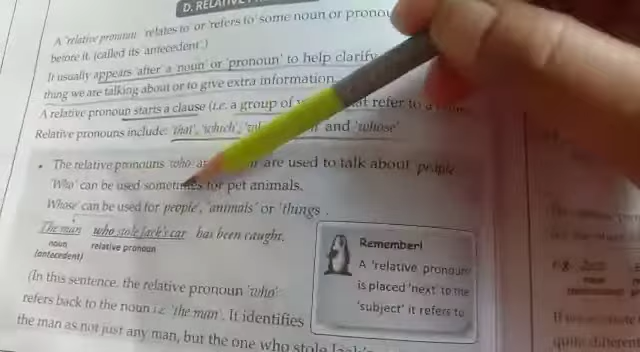 D. RELATIVE
A 'relative pronoun' relates to or 'refers to' some noun or pronou
before it. (called its 'antecedent'.)
It usually appears 'after' a noun' or 'pronoun' to help clarify
thing we are talking about or to give extra information.
A relative pronoun starts a clause (i.e. a group of refer to a
Relative pronouns include: 'that', 'which', and 'whose'
• The relative pronouns 'who' are used to talk about people
'Who' can be used sometimes for pet animals.
Whose' can be used for people', 'animals' or 'things'.
The man who stole Jack's car has been caught.
noun relative pronoun
(antecedent)
(In this sentence, the relative pronoun 'who'
refers back to the noun i.e. 'the man'. It identifies
the man as not just any man, but the one who stole
Remember!
A 'relative pronoun'
is placed 'next' to the
'subject' it refers to
e.g.
noun
quite different